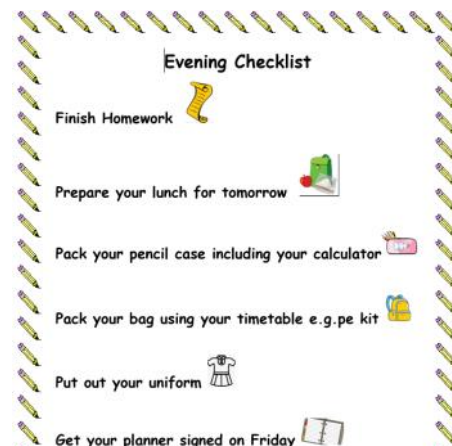 Evening Checklist
Finish Homework
Prepare your lunch for tomorrow
Pack your pencil case including your calculator
Pack your bag using your timetable e.g.pe kit
Put out your uniform
Get your planner signed on Friday